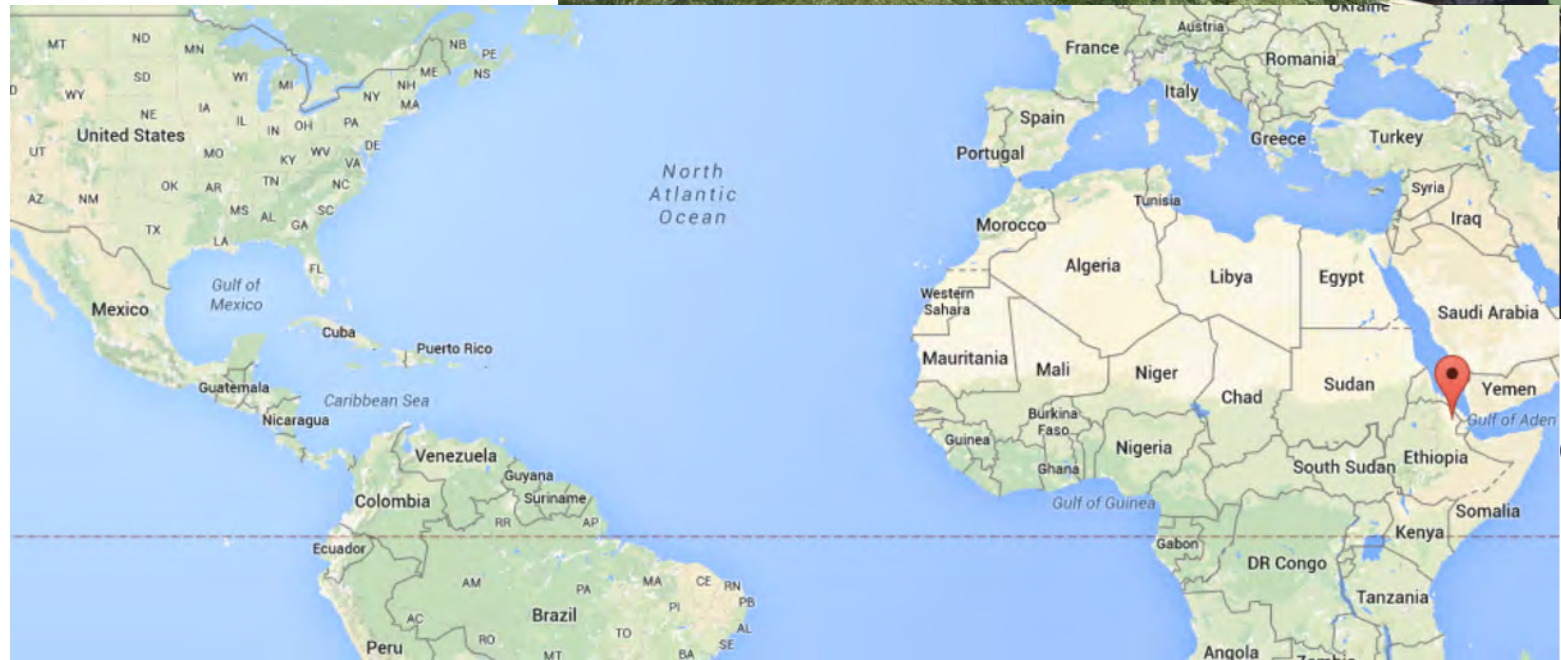 Ukraine
Austria
France
Romania
Italy
Spain
Greece
Turkey
Portugal
Syria
Tunisia
Iraq
Morocco
Algeria
Libya
Egypt
Western
Sahara
Saudi Arabia
Mauritania
Mali
Niger
Chad
Sudan
Yemen
Burkina
Faso
Gulf of Aden
Guinea
Nigeria
Ghana
South Sudan
Ethiopia
Gulf of Guinea
Somalia
Kenya
Gabon
DR Congo
Tanzania
Angola
Zambia
North
Atlantic
Ocean
MT
ND
MN
NB
PE
ME
NS
SD
WI
MI
NH
WY
NY
MA
NE
IA
United States
IL
IN
OH
PA
DE
UT
MO
KY
WV
VA
AZ
NM
OK
AR
TN
NC
MS
AL
SC
TX
GA
LA
FL
Gulf of
Mexico
Mexico
Cuba
Puerto Rico
Guatemala
Caribbean Sea
Nicaragua
Venezuela
Guyana
Colombia
Suriname
RR
AP
Ecuador
AM
PA
MA
CE
RN
PB
PI
AC
Brazil
AL
RO
TO
SE
Peru
MT
BA